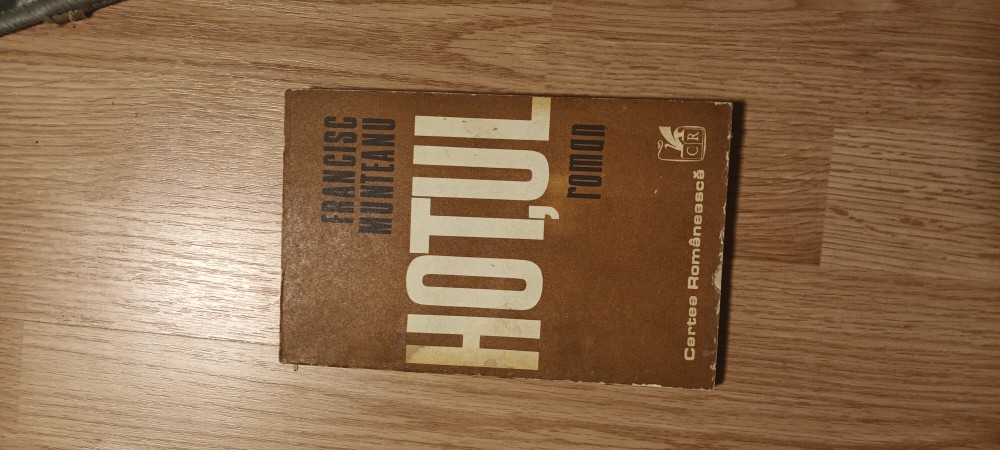 FRANCISC
MUNTEANU
HOȚUL
roman
CR
Cartea Românească